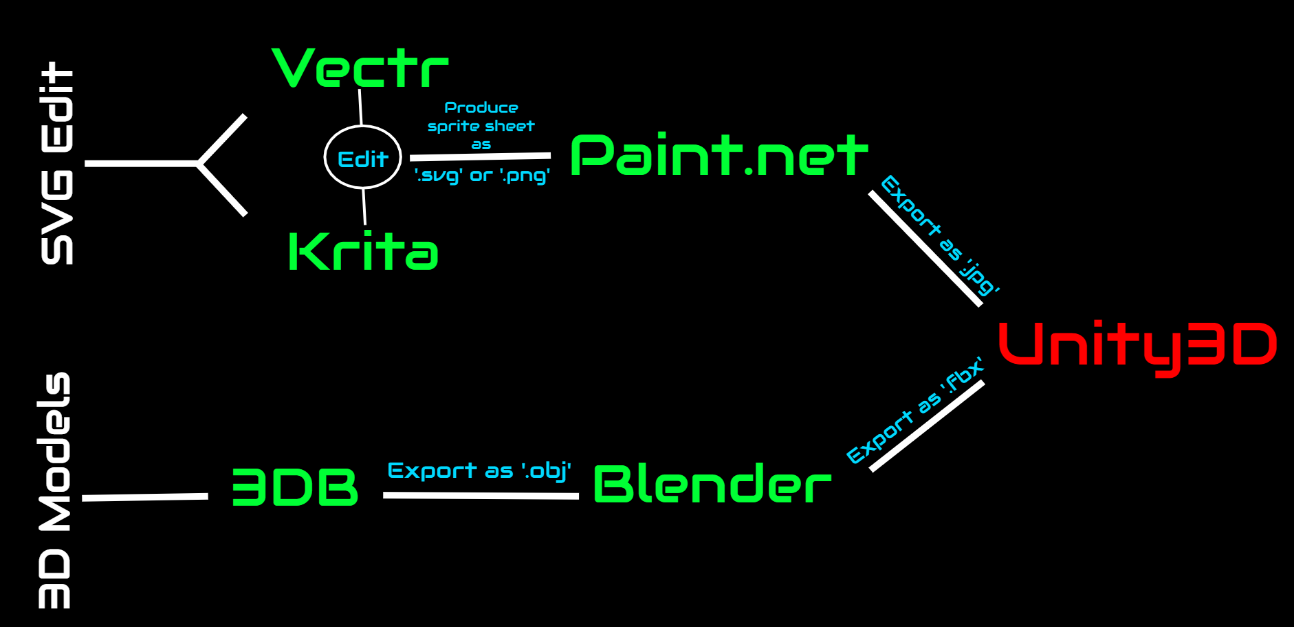 SVG Edit
Vectr
Edit
Krita
Produce
sprite sheet
as
'.svg' or '.png'
Paint.net
Export as '.jpg'
Unity3D
3D Models
3DB
Export as '.obj'
Blender
Export as '.fbx'